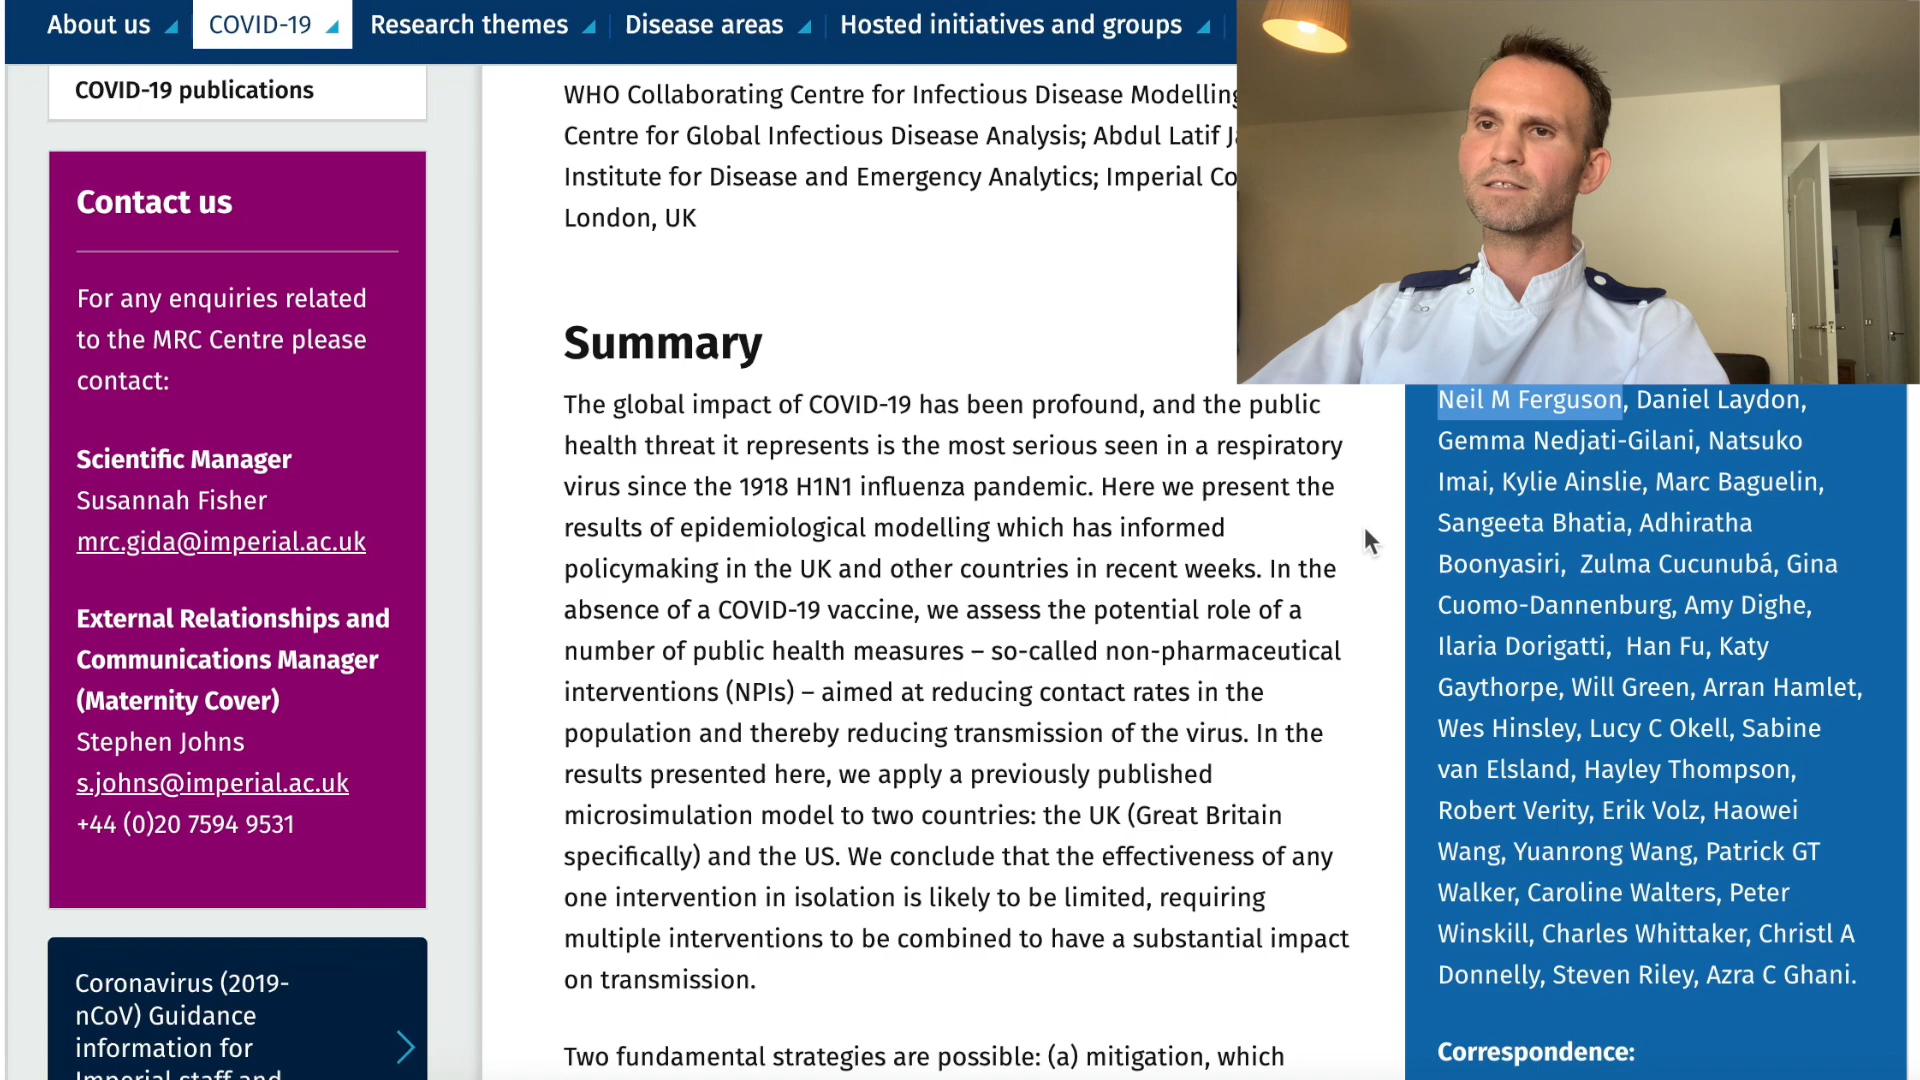 About us
COVID-19
Research themes
Disease areas
Hosted initiatives and groups
COVID-19 publications
Contact us
For any enquiries related
to the MRC Centre please
contact:
Scientific Manager
Susannah Fisher
mrc.gida@imperial.ac.uk
External Relationships and
Communications Manager
(Maternity Cover)
Stephen Johns
s.johns@imperial.ac.uk
+44 (0)20 7594 9531
Coronavirus (2019-
nCoV) Guidance
information for
Imperial staff and
WHO Collaborating Centre for Infectious Disease Modelling
Centre for Global Infectious Disease Analysis; Abdul Latif
Institute for Disease and Emergency Analytics; Imperial
London, UK
Summary
The global impact of COVID-19 has been profound, and the public
health threat it represents is the most serious seen in a respiratory
virus since the 1918 H1N1 influenza pandemic. Here we present the
results of epidemiological modelling which has informed
policymaking in the UK and other countries in recent weeks. In the
absence of a COVID-19 vaccine, we assess the potential role of a
number of public health measures – so-called non-pharmaceutical
interventions (NPIs) – aimed at reducing contact rates in the
population and thereby reducing transmission of the virus. In the
results presented here, we apply a previously published
microsimulation model to two countries: the UK (Great Britain
specifically) and the US. We conclude that the effectiveness of any
one intervention in isolation is likely to be limited, requiring
multiple interventions to be combined to have a substantial impact
on transmission.
Two fundamental strategies are possible: (a) mitigation, which
Neil M Ferguson, Daniel Laydon,
Gemma Nedjati-Gilani, Natsuko
Imai, Kylie Ainslie, Marc Baguelin,
Sangeeta Bhatia, Adhiratha
Boonyasiri, Zulma Cucunubá, Gina
Cuomo-Dannenburg, Amy Dighe,
Ilaria Dorigatti, Han Fu, Katy
Gaythorpe, Will Green, Arran Hamlet,
Wes Hinsley, Lucy C Okell, Sabine
van Elsland, Hayley Thompson,
Robert Verity, Erik Volz, Haowei
Wang, Yuanrong Wang, Patrick GT
Walker, Caroline Walters, Peter
Winskill, Charles Whittaker, Christl A
Donnelly, Steven Riley, Azra C Ghani.
Correspondence: